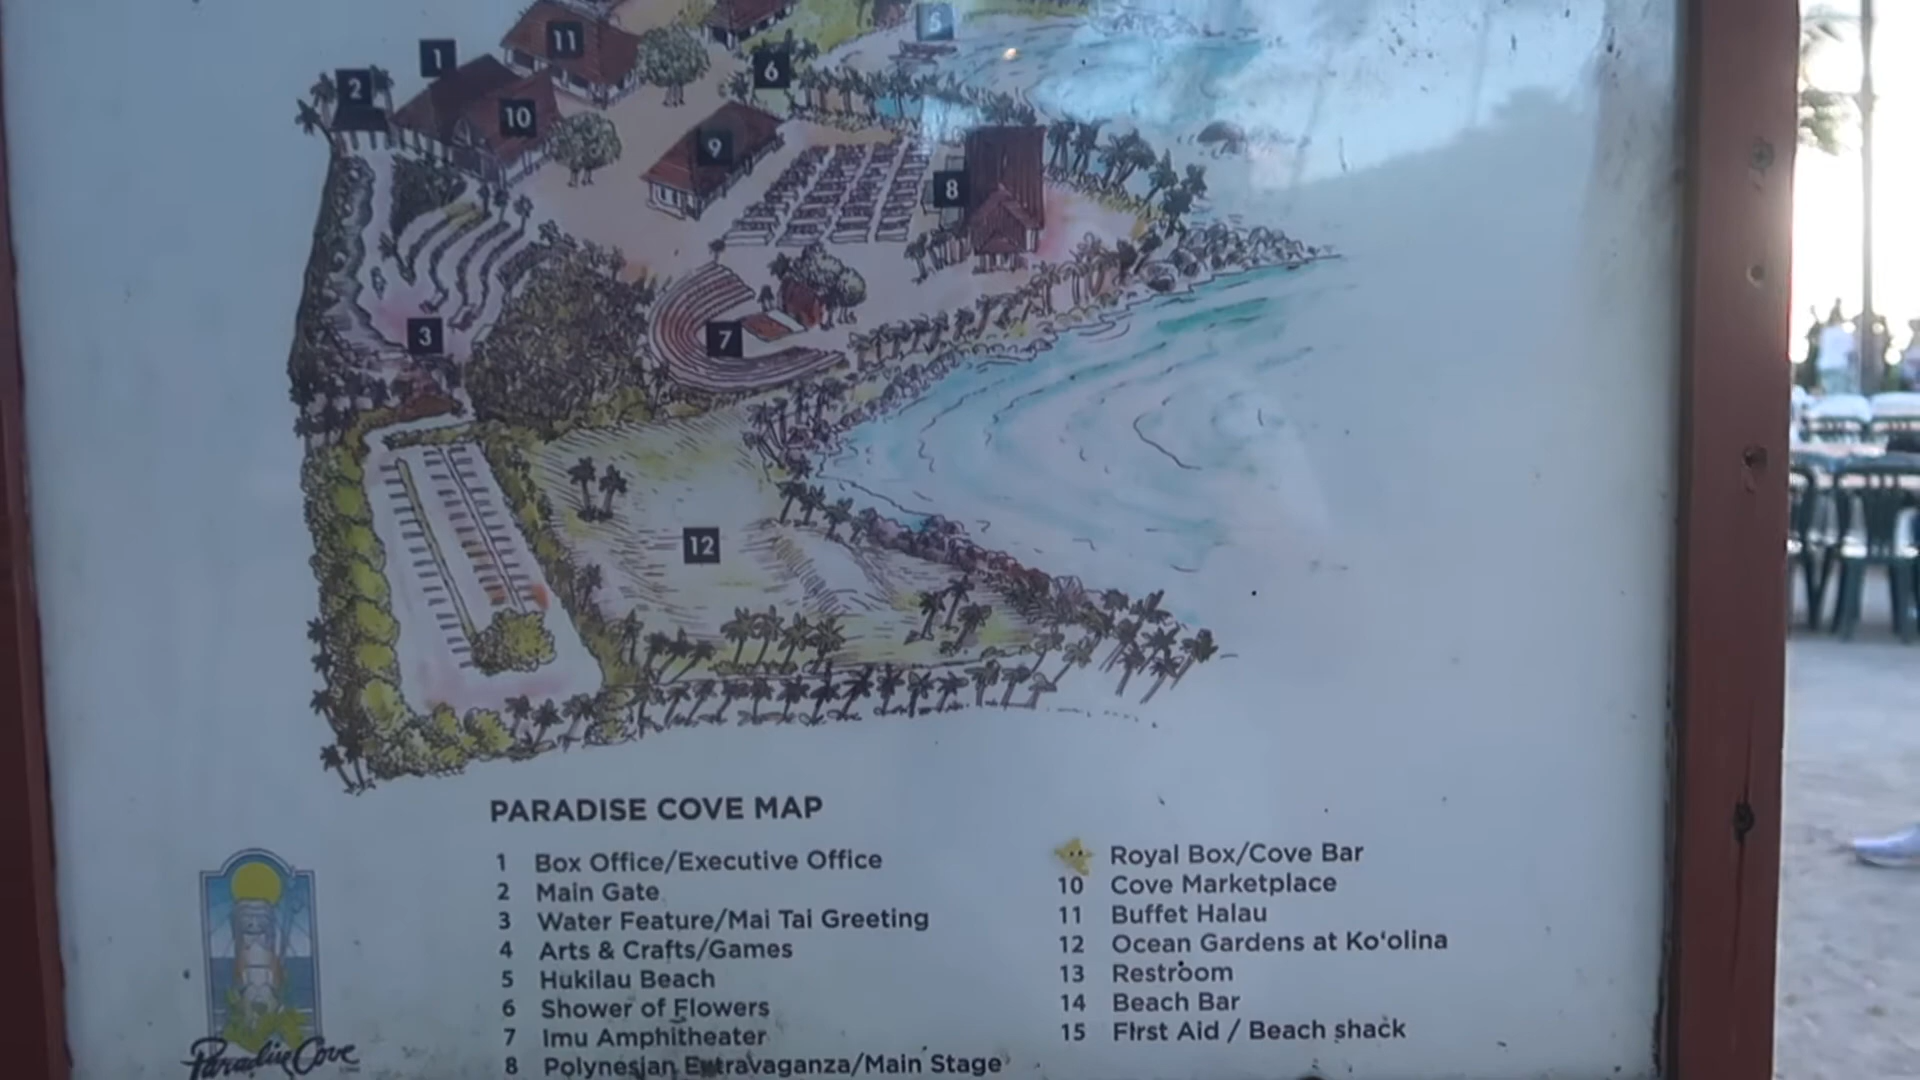 5
11
1
6
2
10
9
8
3
7
12
PARADISE COVE MAP
1 Box Office/Executive Office
2 Main Gate
3 Water Feature/Mai Tai Greeting
4 Arts & Crafts/Games
5 Hukilau Beach
6 Shower of Flowers
7 Imu Amphitheater
8 Polynesian Extravaganza/Main Stage
Royal Box/Cove Bar
10 Cove Marketplace
11 Buffet Halau
12 Ocean Gardens at Koʻolina
13 Restroom
14 Beach Bar
15 First Aid / Beach shack
Paradise Cove